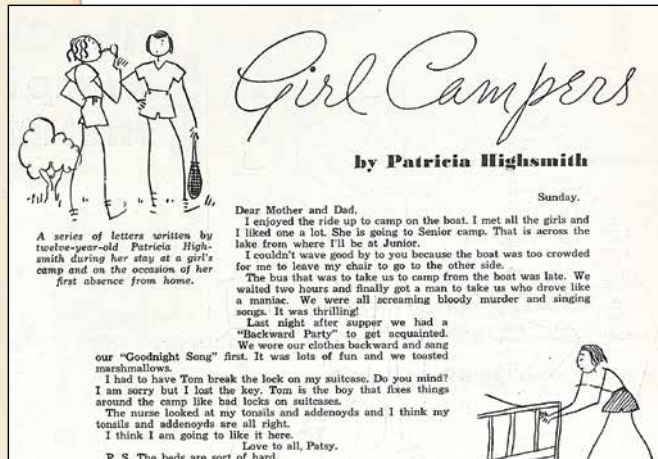 Girl Campers
by Patricia Highsmith
A series of letters written by
twelve-year-old Patricia High-
smith during her stay at a girl's
camp and on the occasion of her
first absence from home.
Sunday.
Dear Mother and Dad,
I enjoyed the ride up to camp on the boat. I met all the girls and
I liked one a lot. She is going to Senior camp. That is across the
lake from where I'll be at Junior.
I couldn't wave good by to you because the boat was too crowded
for me to leave my chair to go to the other side.
The bus that was to take us to camp from the boat was late. We
waited two hours and finally got a man to take us who drove like
a maniac. We were all screaming bloody murder and singing
songs. It was thrilling!
Last night after supper we had a
"Backward Party" to get acquainted.
We wore our clothes backward and sang
our "Goodnight Song" first. It was lots of fun and we toasted
marshmallows.
I had to have Tom break the lock on my suitcase. Do you mind?
I am sorry but I lost the key. Tom is the boy that fixes things
around the camp like bad locks on suitcases.
The nurse looked at my tonsils and addenoyds and I think my
tonsils and addenoyds are all right.
I think I am going to like it here.
Love to all, Patsy.
P. S. The beds are sort of hard.